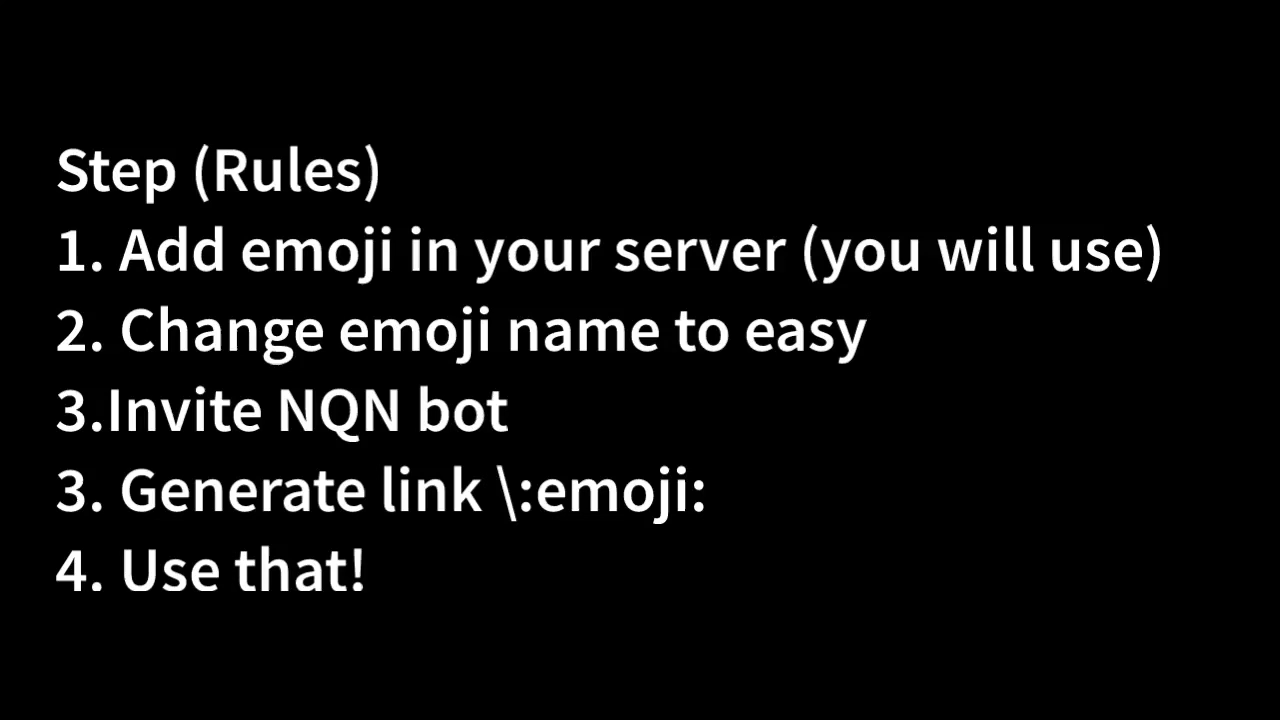 Step (Rules)
1. Add emoji in your server (you will use)
2. Change emoji name to easy
3.Invite NQN bot
3. Generate link \:emoji:
4. Use that!